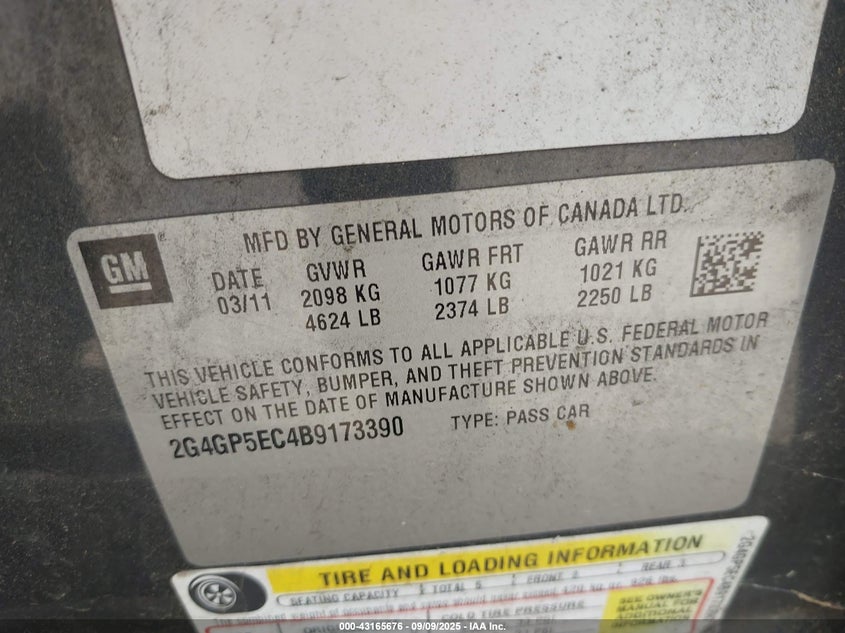 GM
MFD BY GENERAL MOTORS OF CANADA LTD.
DATE GVWR GAWR FRT GAWR RR
03/11 2098 KG 1077 KG 1021 KG
4624 LB 2374 LB 2250 LB
THIS VEHICLE CONFORMS TO ALL APPLICABLE U.S. FEDERAL MOTOR
VEHICLE SAFETY, BUMPER, AND THEFT PREVENTION STANDARDS IN
EFFECT ON THE DATE OF MANUFACTURE SHOWN ABOVE.
2G4GP5EC4B9173390 TYPE: PASS CAR
TIRE AND LOADING INFORMATION
SEATING CAPACITY TOTAL 5 FRONT 2 REAR 3
COLD TIRE PRESSURE
SEE OWNER'S
MANUAL FOR
ADDITIONAL
000-43165676 - 09/09/2025 - IAA Inc.